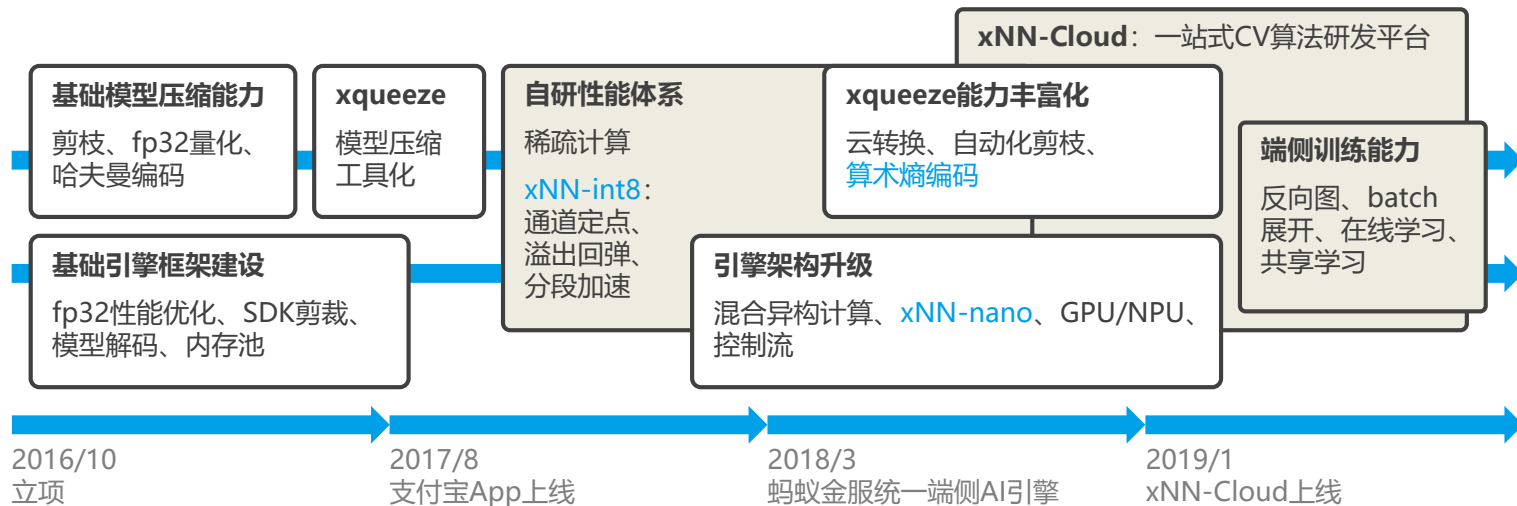 xNN-Cloud：一站式CV算法研发平台
基础模型压缩能力
剪枝、fp32量化、
哈夫曼编码
xqueeze
模型压缩
工具化
自研性能体系
稀疏计算
xNN-int8：
通道定点、
溢出回弹、
分段加速
xqueeze能力丰富化
云转换、自动化剪枝、
算术熵编码
端侧训练能力
反向图、batch
展开、在线学习、
共享学习
基础引擎框架建设
fp32性能优化、SDK剪裁、
模型解码、内存池
引擎架构升级
混合异构计算、xNN-nano、GPU/NPU、
控制流
2016/10
立项
2017/8
支付宝App上线
2018/3
蚂蚁金服统一端侧AI引擎
2019/1
xNN-Cloud上线